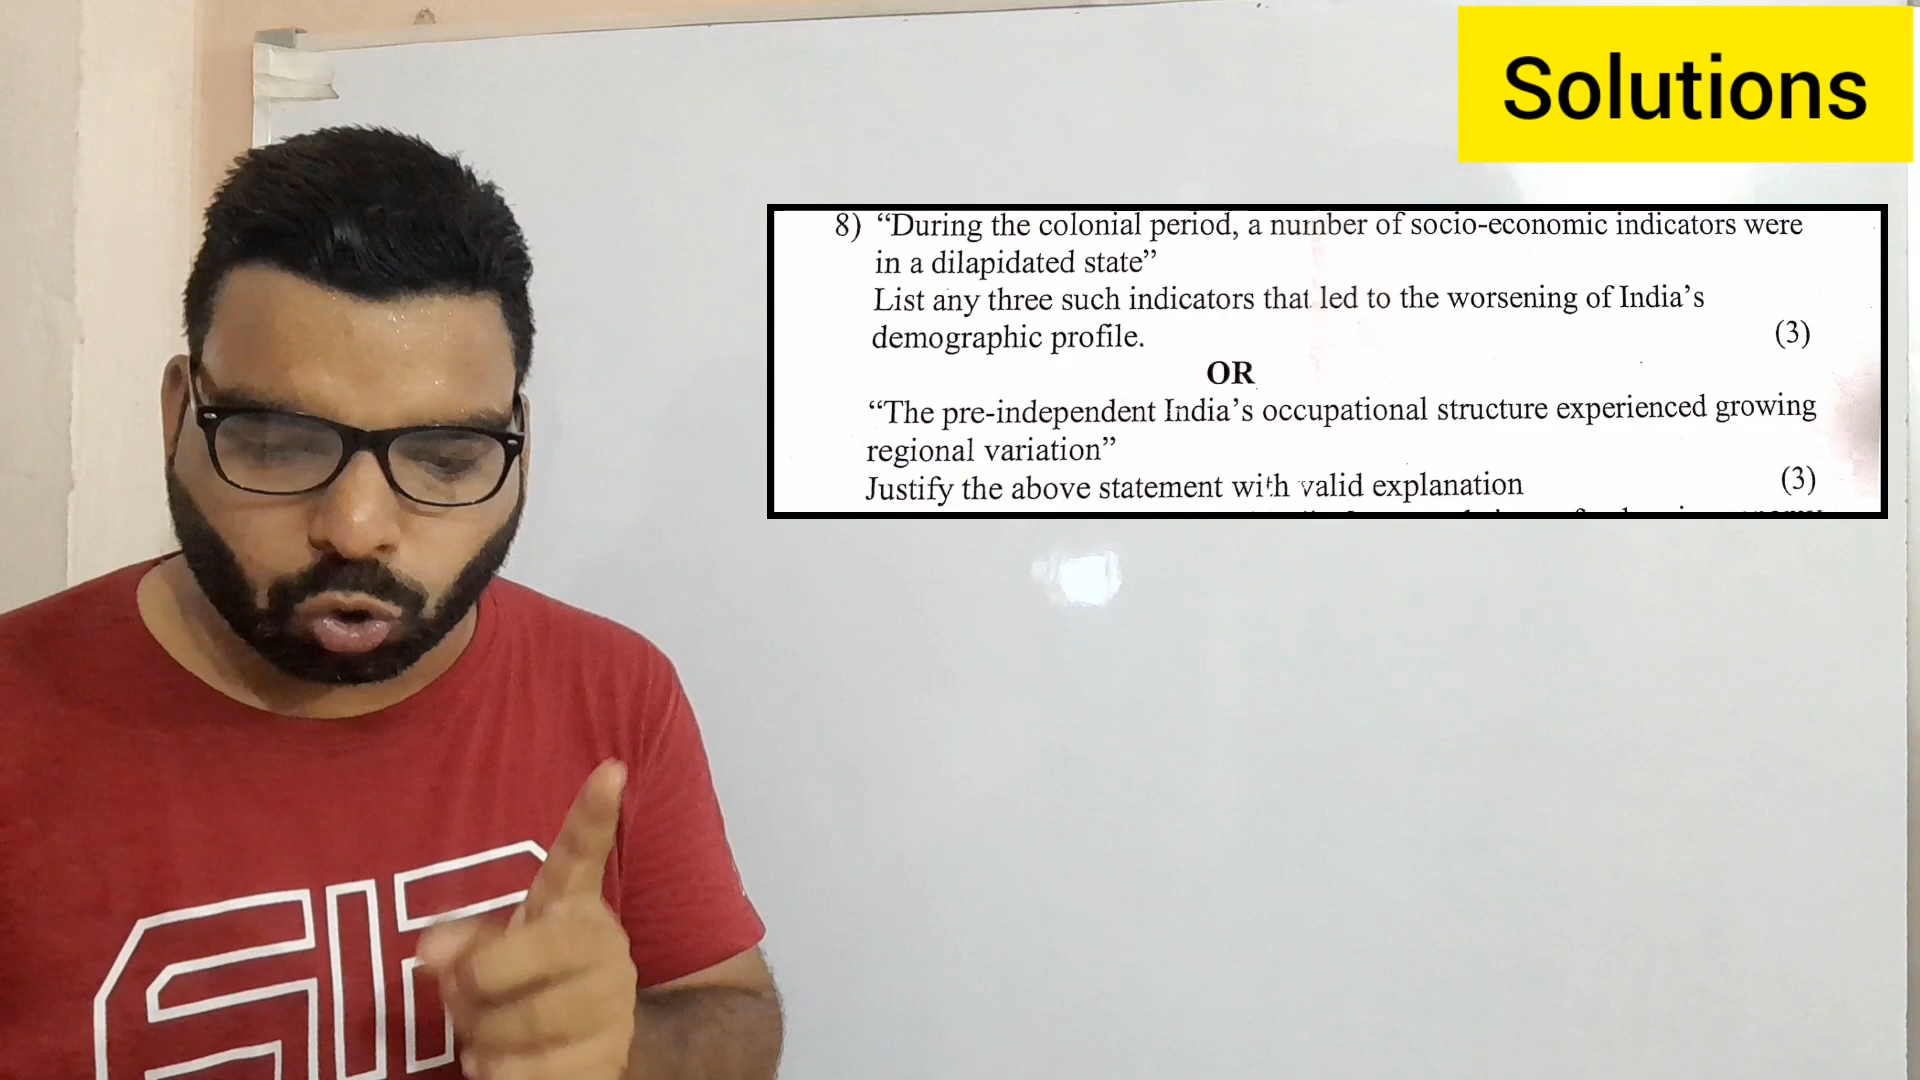 Solutions
8) “During the colonial period, a number of socio-economic indicators were
in a dilapidated state”
List any three such indicators that led to the worsening of India’s
demographic profile. (3)
OR
“The pre-independent India’s occupational structure experienced growing
regional variation”
Justify the above statement with valid explanation (3)